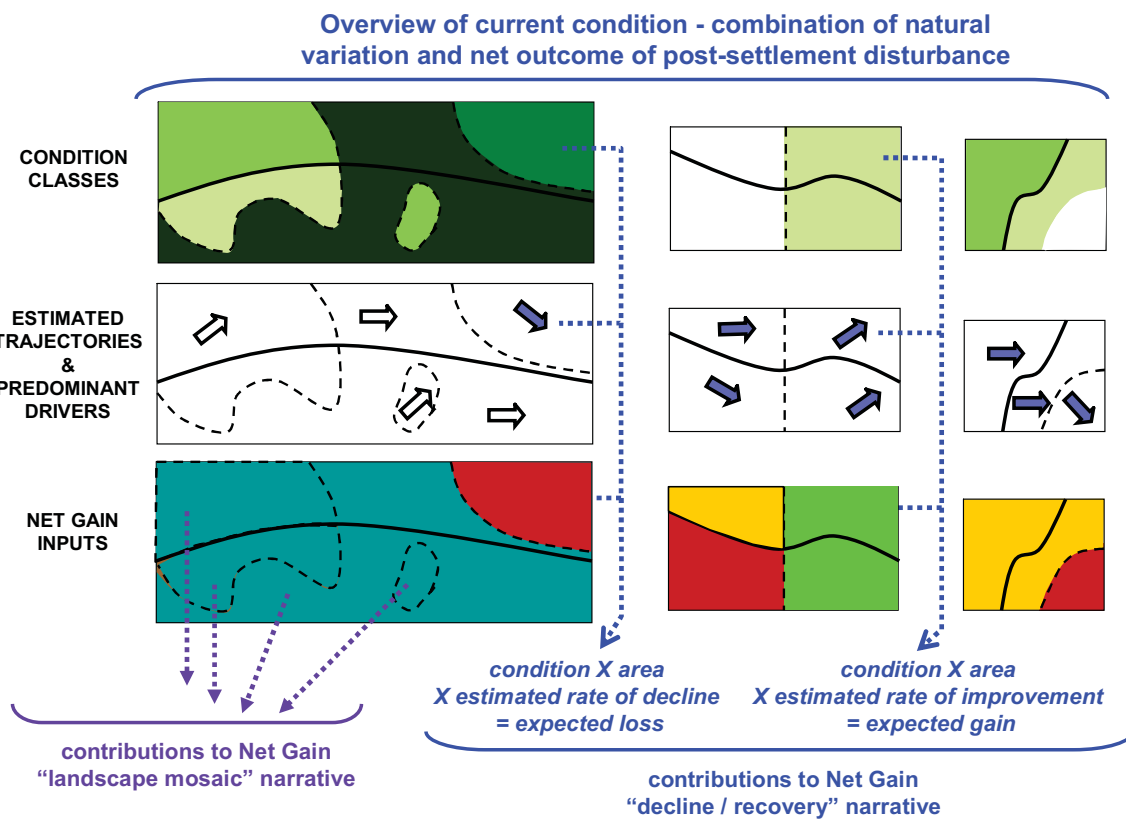 Overview of current condition - combination of natural
variation and net outcome of post-settlement disturbance
CONDITION
CLASSES
ESTIMATED
TRAJECTORIES
&
PREDOMINANT
DRIVERS
NET GAIN
INPUTS
condition X area
X estimated rate of decline
= expected loss
condition X area
X estimated rate of improvement
= expected gain
contributions to Net Gain
“landscape mosaic” narrative
contributions to Net Gain
“decline / recovery” narrative